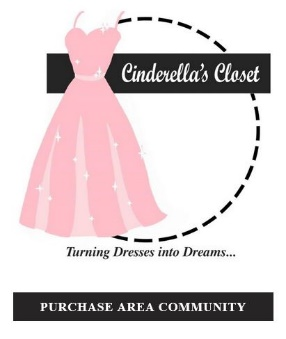 Cinderella's Closet
Turning Dresses into Dreams...
PURCHASE AREA COMMUNITY